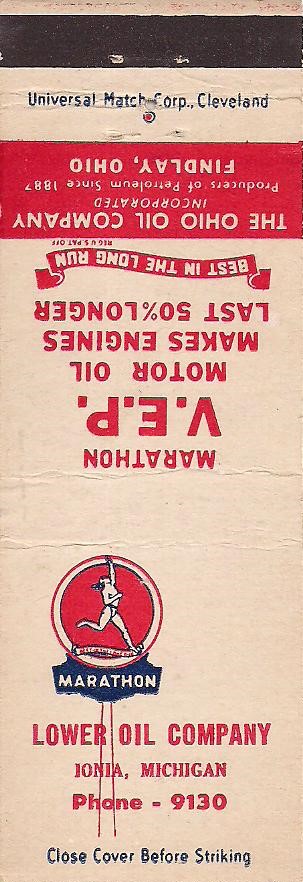 Universal Match Corp., Cleveland
THE OHIO OIL COMPANY
INCORPORATED
Producers of Petroleum Since 1887
FINDLAY, OHIO
MARATHON
V.E.P.
MOTOR OIL
MAKES ENGINES
LAST 50% LONGER
BEST IN THE LONG RUN
REG U.S. PAT OFF
MARATHON
LOWER OIL COMPANY
IONIA, MICHIGAN
Phone - 9130
Close Cover Before Striking